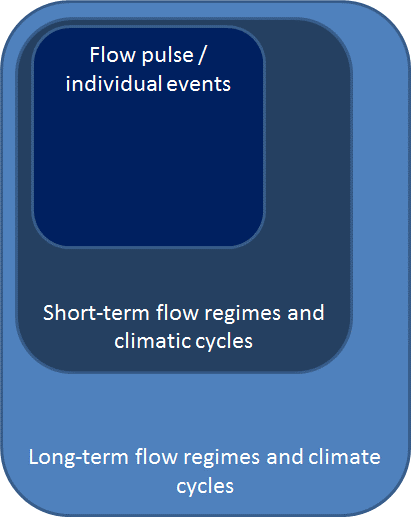 Flow pulse /
individual events
Short-term flow regimes and
climatic cycles
Long-term flow regimes and climate
cycles